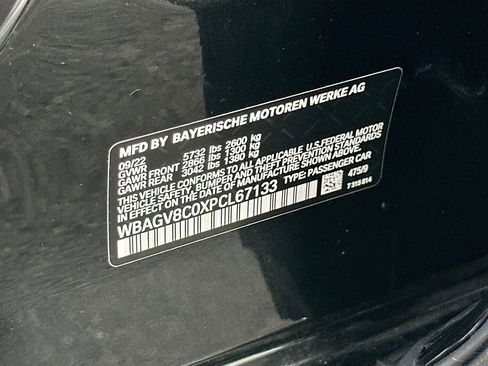 MFD BY BAYERISCHE MOTOREN WERKE AG
09/22 5732 lbs 2600 kg
GVWR
GAWR FRONT 2866 lbs 1300 kg
GAWR REAR 3042 lbs 1380 kg
THIS VEHICLE CONFORMS TO ALL APPLICABLE U.S.FEDERAL MOTOR
VEHICLE SAFETY, BUMPER AND THEFT PREVENTION STANDARDS
IN EFFECT ON THE DATE OF MANUFACTURE SHOWN ABOVE.
WBAGV8C0XPCL67133 TYPE: PASSENGER CAR
475/9
T 315 014